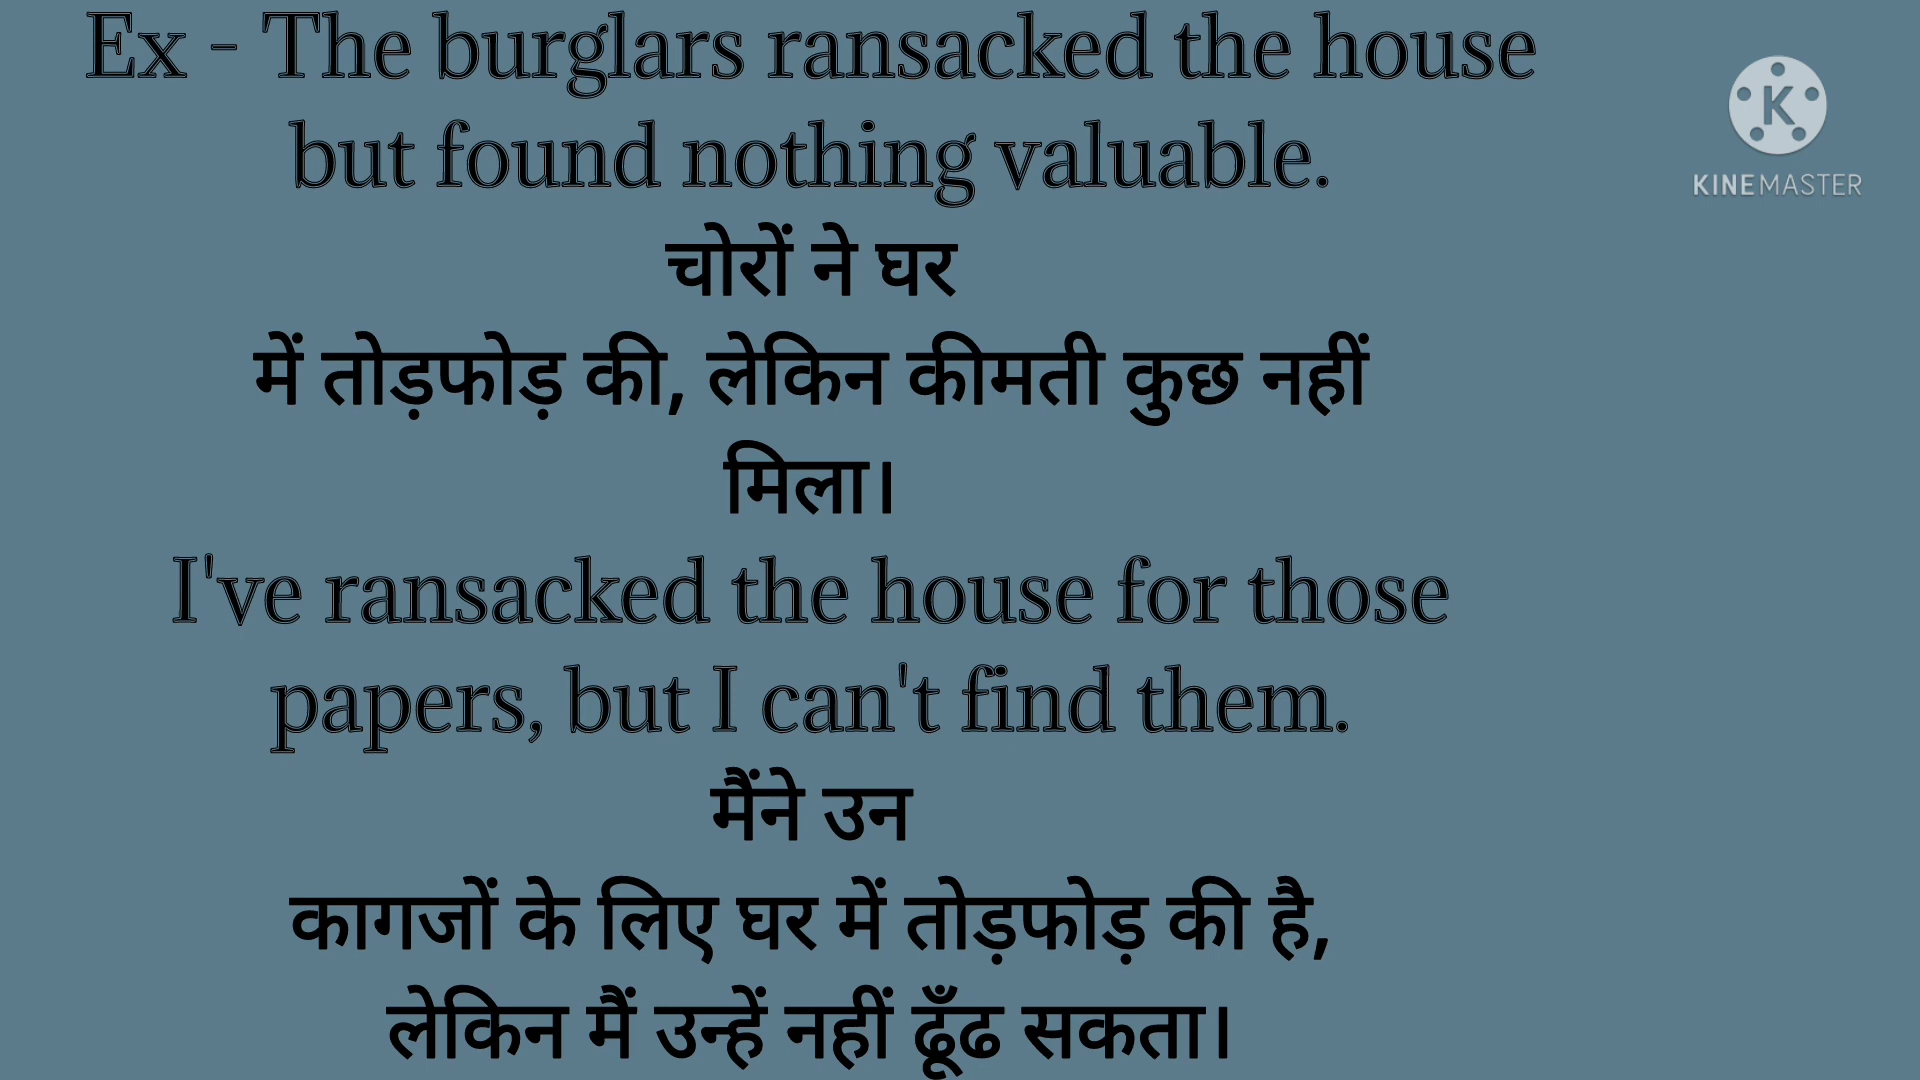 Ex - The burglars ransacked the house
but found nothing valuable.
चोरों ने घर
में तोड़फोड़ की, लेकिन कीमती कुछ नहीं
मिला।
I've ransacked the house for those
papers, but I can't find them.
मैंने उन
कागजों के लिए घर में तोड़फोड़ की है,
लेकिन मैं उन्हें नहीं ढूँढ सकता।
K
KINEMASTER